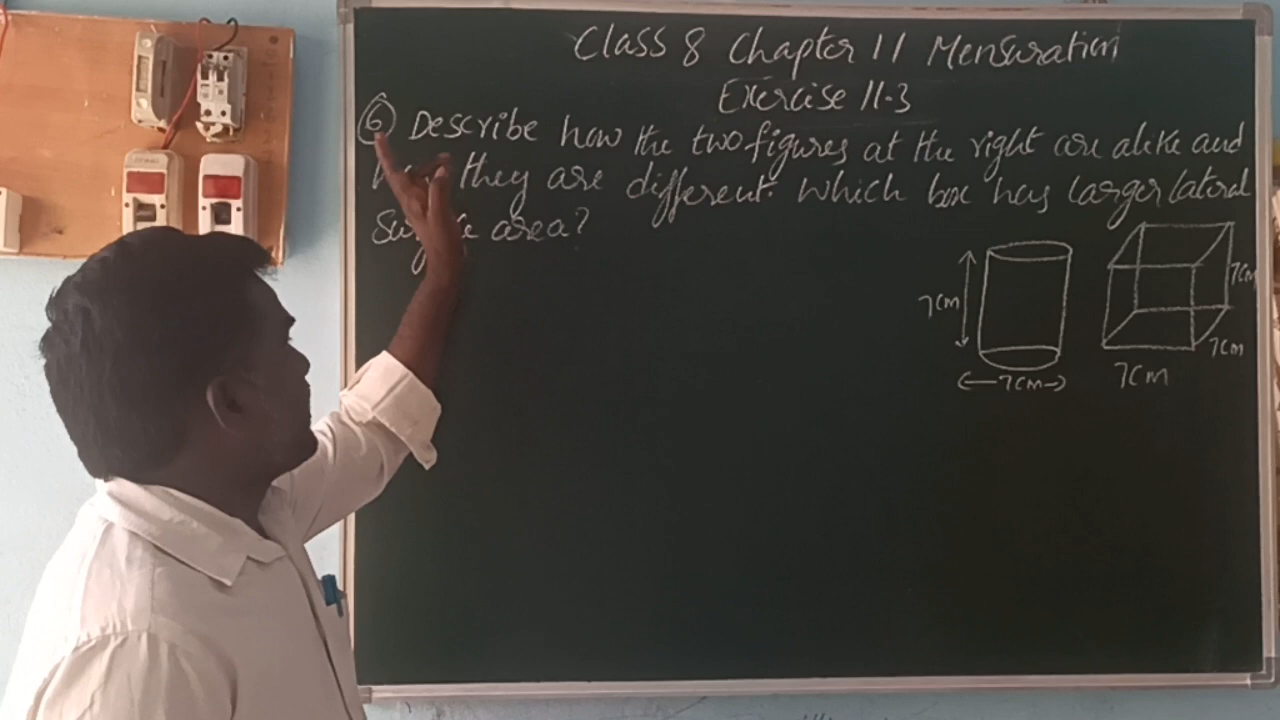 Class 8 Chapter 11 Mensuration
Exercise 11.3
6 Describe how the two figures at the right are alike and
they are different. Which box has larger lateral
area?
7cm
7cm
7cm
7cm
7cm